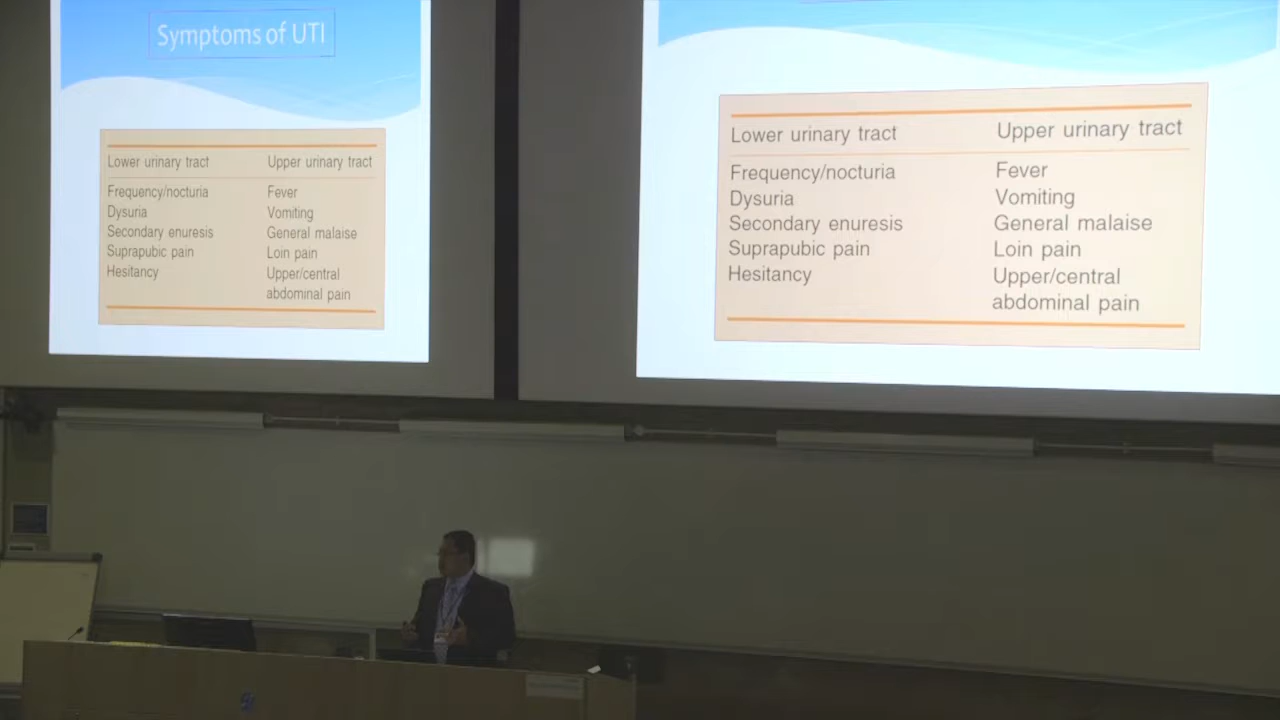 Symptoms of UTI
Lower urinary tract Upper urinary tract
Frequency/nocturia Fever
Dysuria Vomiting
Secondary enuresis General malaise
Suprapubic pain Loin pain
Hesitancy Upper/central
abdominal pain
Lower urinary tract Upper urinary tract
Frequency/nocturia Fever
Dysuria Vomiting
Secondary enuresis General malaise
Suprapubic pain Loin pain
Hesitancy Upper/central
abdominal pain